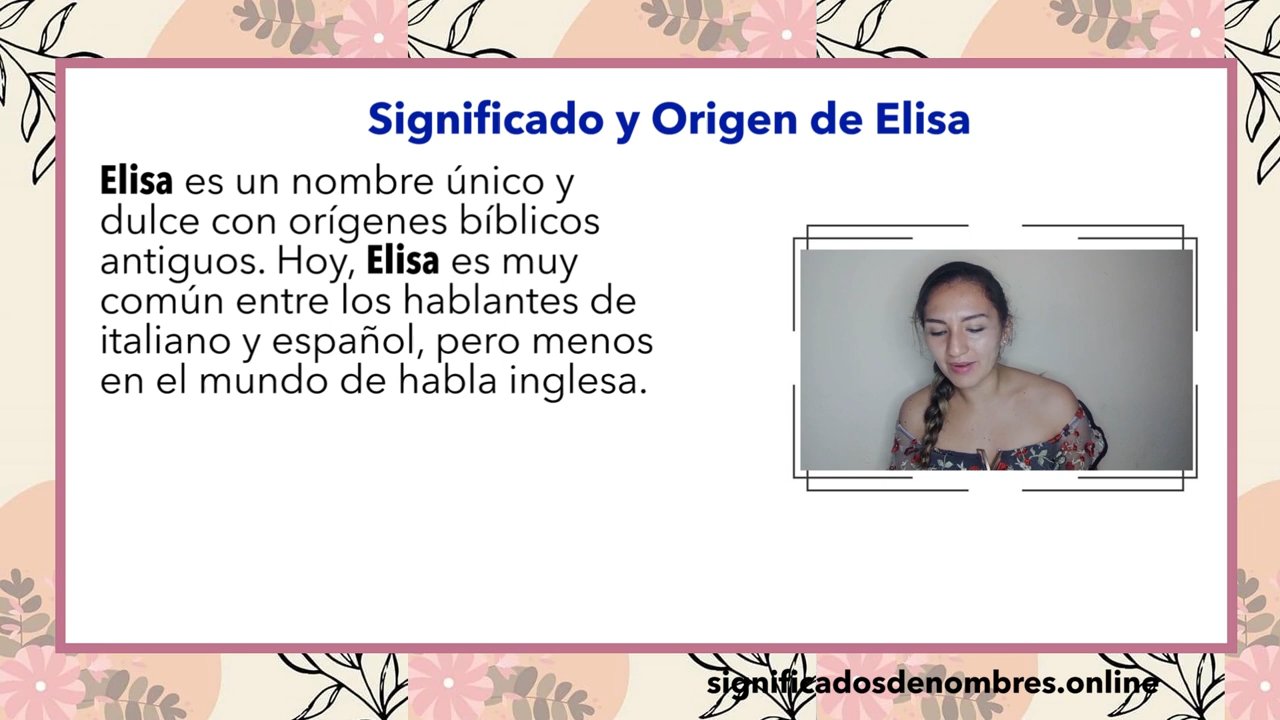 Significado y Origen de Elisa
Elisa es un nombre único y
dulce con orígenes bíblicos
antiguos. Hoy, Elisa es muy
común entre los hablantes de
italiano y español, pero menos
en el mundo de habla inglesa.
significadosdenombres.online